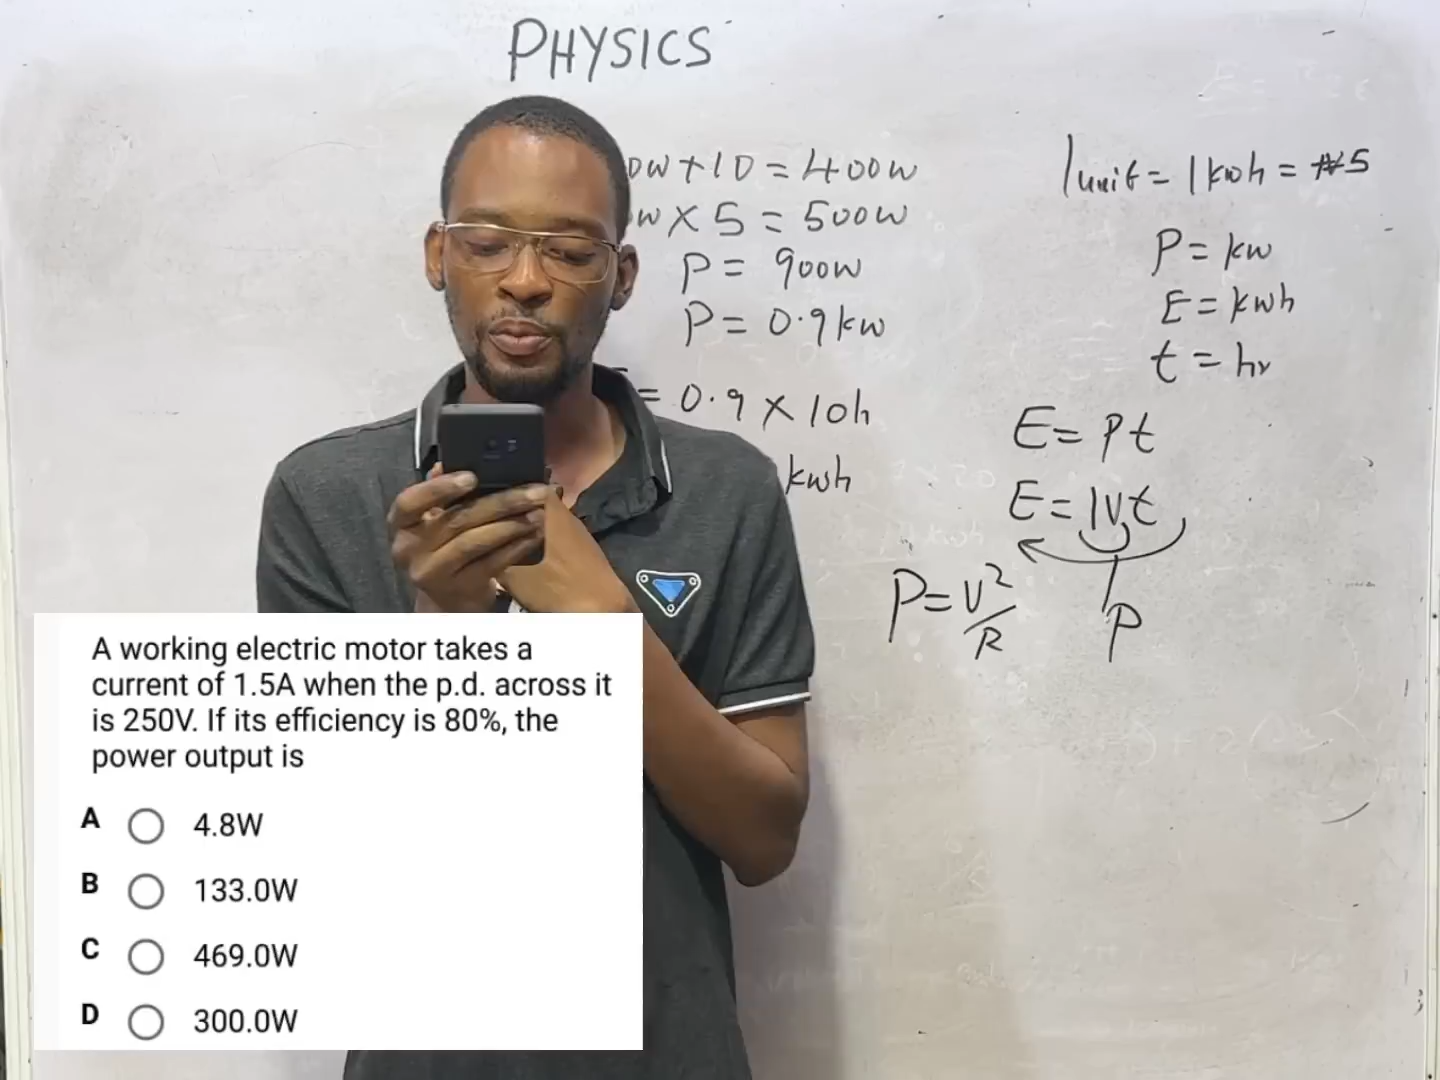 PHYSICS
0W + 10 = 400W
W X 5 = 500W
P = 900W
P = 0.9kW
= 0.9 X 10h
kwh
1 unit = 1kwh = ₦5
P = kw
E = kwh
t = hr
E = Pt
E = IVt
P = V²/R
P
A working electric motor takes a
current of 1.5A when the p.d. across it
is 250V. If its efficiency is 80%, the
power output is
A 4.8W
B 133.0W
C 469.0W
D 300.0W